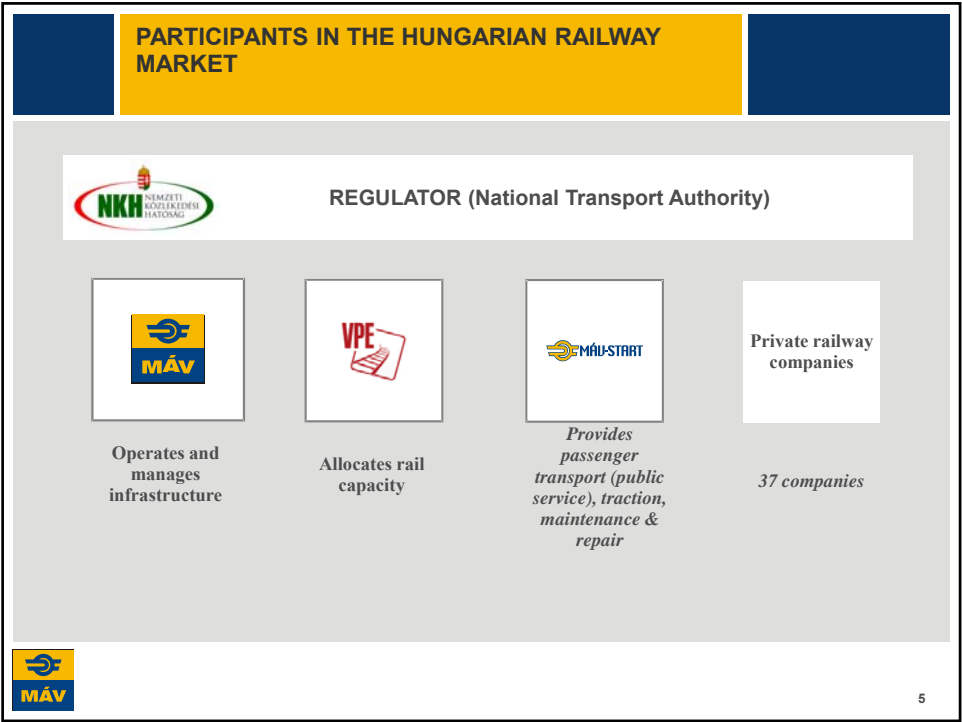 PARTICIPANTS IN THE HUNGARIAN RAILWAY
MARKET
NKH NEMZETI
KÖZLEKEDÉSI
HATÓSÁG
REGULATOR (National Transport Authority)
MÁV
VPE
MÁV-START
Private railway
companies
Operates and
manages
infrastructure
Allocates rail
capacity
Provides
passenger
transport (public
service), traction,
maintenance &
repair
37 companies
MÁV
5